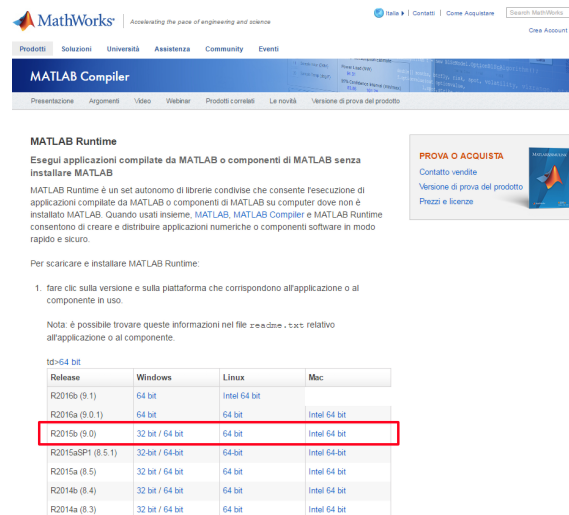 MathWorks® Accelerating the pace of engineering and science
Italia | Contatti | Come Acquistare Search MathWorks
Crea Account
Prodotti Soluzioni Università Assistenza Community Eventi
MATLAB Compiler
Presentazione Argomenti Video Webinar Prodotti correlati Le novità Versione di prova del prodotto
MATLAB Runtime
Esegui applicazioni compilate da MATLAB o componenti di MATLAB senza
installare MATLAB
MATLAB Runtime è un set autonomo di librerie condivise che consente l'esecuzione di
applicazioni compilate da MATLAB o componenti di MATLAB su computer dove non è
installato MATLAB. Quando usati insieme, MATLAB, MATLAB Compiler e MATLAB Runtime
consentono di creare e distribuire applicazioni numeriche o componenti software in modo
rapido e sicuro.
Per scaricare e installare MATLAB Runtime:
1. fare clic sulla versione e sulla piattaforma che corrispondono all'applicazione o al
componente in uso.
Nota: è possibile trovare queste informazioni nel file readme.txt relativo
all'applicazione o al componente.
td>64 bit
Release Windows Linux Mac
R2016b (9.1) 64 bit Intel 64 bit
R2016a (9.0.1) 64 bit 64 bit Intel 64 bit
R2015b (9.0) 32 bit / 64 bit 64 bit Intel 64 bit
R2015aSP1 (8.5.1) 32-bit / 64-bit 64-bit Intel 64 bit
R2015a (8.5) 32 bit / 64 bit 64 bit Intel 64 bit
R2014b (8.4) 32 bit / 64 bit 64 bit Intel 64 bit
R2014a (8.3) 32 bit / 64 bit 64 bit Intel 64 bit
PROVA O ACQUISTA
Contatto vendite
Versione di prova del prodotto
Prezzi e licenze